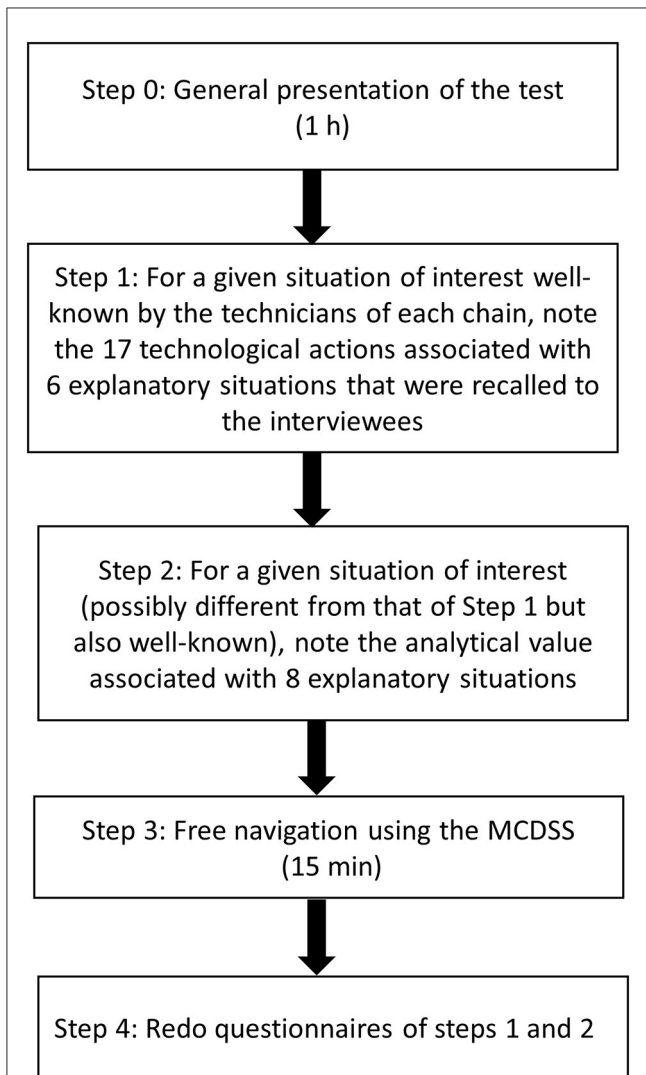 Step 0: General presentation of the test
(1 h)
Step 1: For a given situation of interest well-
known by the technicians of each chain, note
the 17 technological actions associated with
6 explanatory situations that were recalled to
the interviewees
Step 2: For a given situation of interest
(possibly different from that of Step 1 but
also well-known), note the analytical value
associated with 8 explanatory situations
Step 3: Free navigation using the MCDSS
(15 min)
Step 4: Redo questionnaires of steps 1 and 2